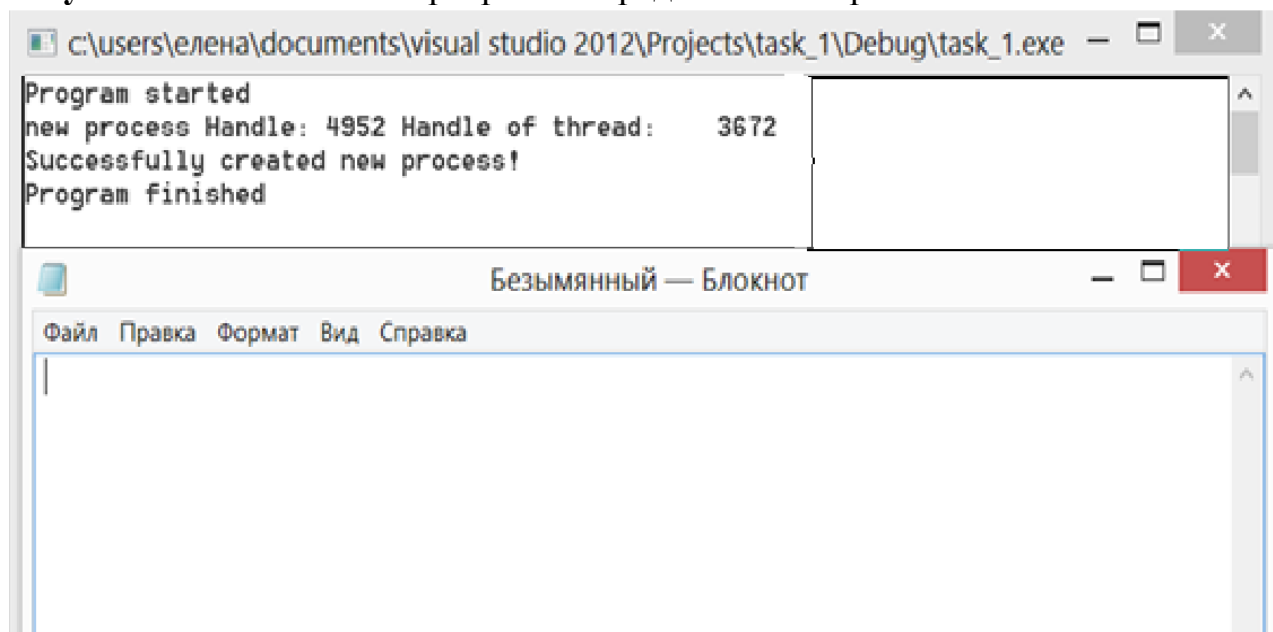 c:\users\елена\documents\visual studio 2012\Projects\task_1\Debug\task_1.exe
Program started
new process Handle: 4952 Handle of thread: 3672
Successfully created new process!
Program finished
Безымянный — Блокнот
Файл Правка Формат Вид Справка